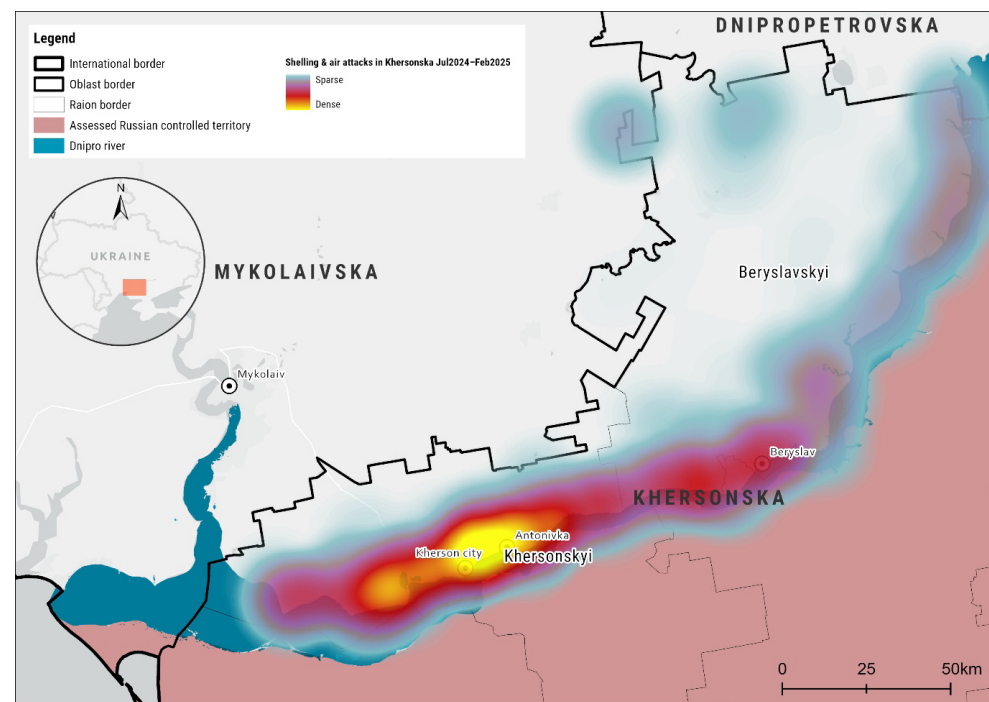 DNIPROPETROVSKA
Legend
International border
Oblast border
Raion border
Assessed Russian controlled territory
Dnipro river
Shelling & air attacks in Khersonska Jul2024–Feb2025
Sparse
Dense
N
UKRAINE
MYKOLAIVSKA
Beryslavskyi
Mykolaiv
Beryslav
KHERSONSKA
Antonivka
Kherson city
Khersonskyi
0 25 50km